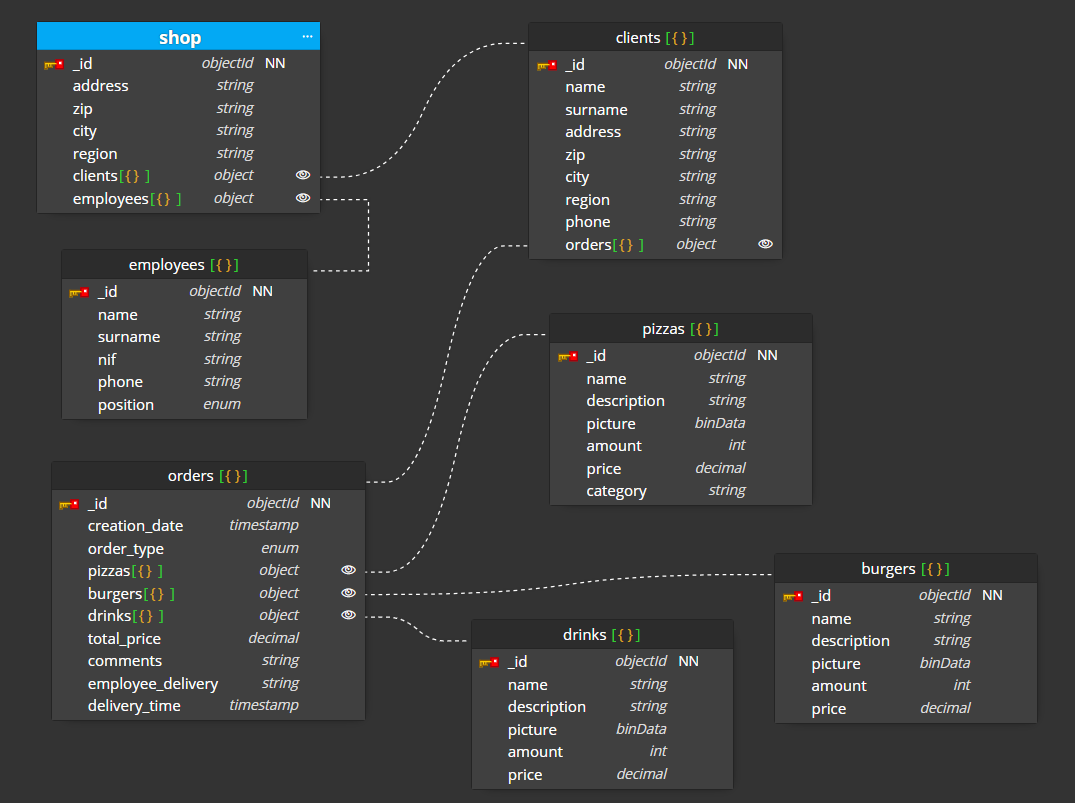 shop ...
_id objectId NN
address string
zip string
city string
region string
clients[{} ] object
employees[{} ] object
clients [{}]
_id objectId NN
name string
surname string
address string
zip string
city string
region string
phone string
orders[{} ] object
employees [{}]
_id objectId NN
name string
surname string
nif string
phone string
position enum
pizzas [{}]
_id objectId NN
name string
description string
picture binData
amount int
price decimal
category string
orders [{}]
_id objectId NN
creation_date timestamp
order_type enum
pizzas[{} ] object
burgers[{} ] object
drinks[{} ] object
total_price decimal
comments string
employee_delivery string
delivery_time timestamp
burgers [{}]
_id objectId NN
name string
description string
picture binData
amount int
price decimal
drinks [{}]
_id objectId NN
name string
description string
picture binData
amount int
price decimal